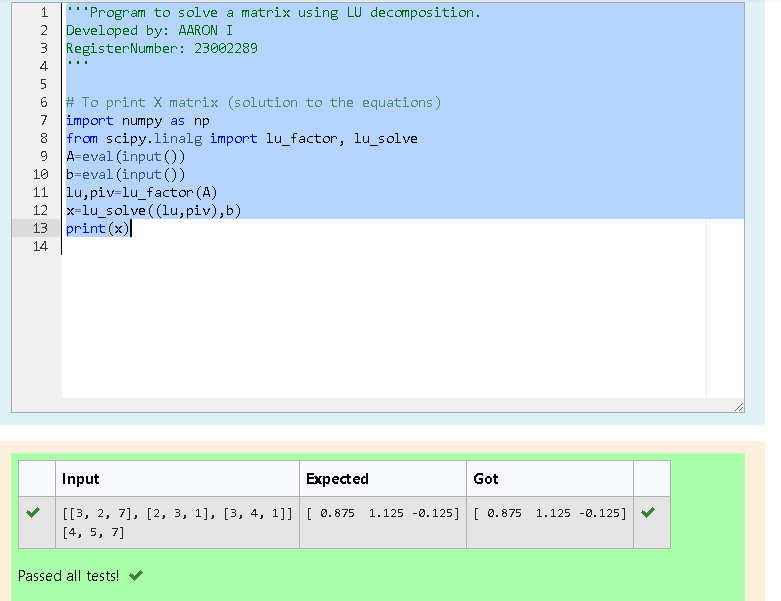 1 '''Program to solve a matrix using LU decomposition.
2 Developed by: AARON I
3 RegisterNumber: 23002289
4 '''
5
6 # To print X matrix (solution to the equations)
7 import numpy as np
8 from scipy.linalg import lu_factor, lu_solve
9 A=eval(input())
10 b=eval(input())
11 lu,piv=lu_factor(A)
12 x=lu_solve((lu,piv),b)
13 print(x)
14
Input Expected Got
[[3, 2, 7], [2, 3, 1], [3, 4, 1]] [ 0.875  1.125 -0.125] [ 0.875  1.125 -0.125]
[4, 5, 7]
Passed all tests!